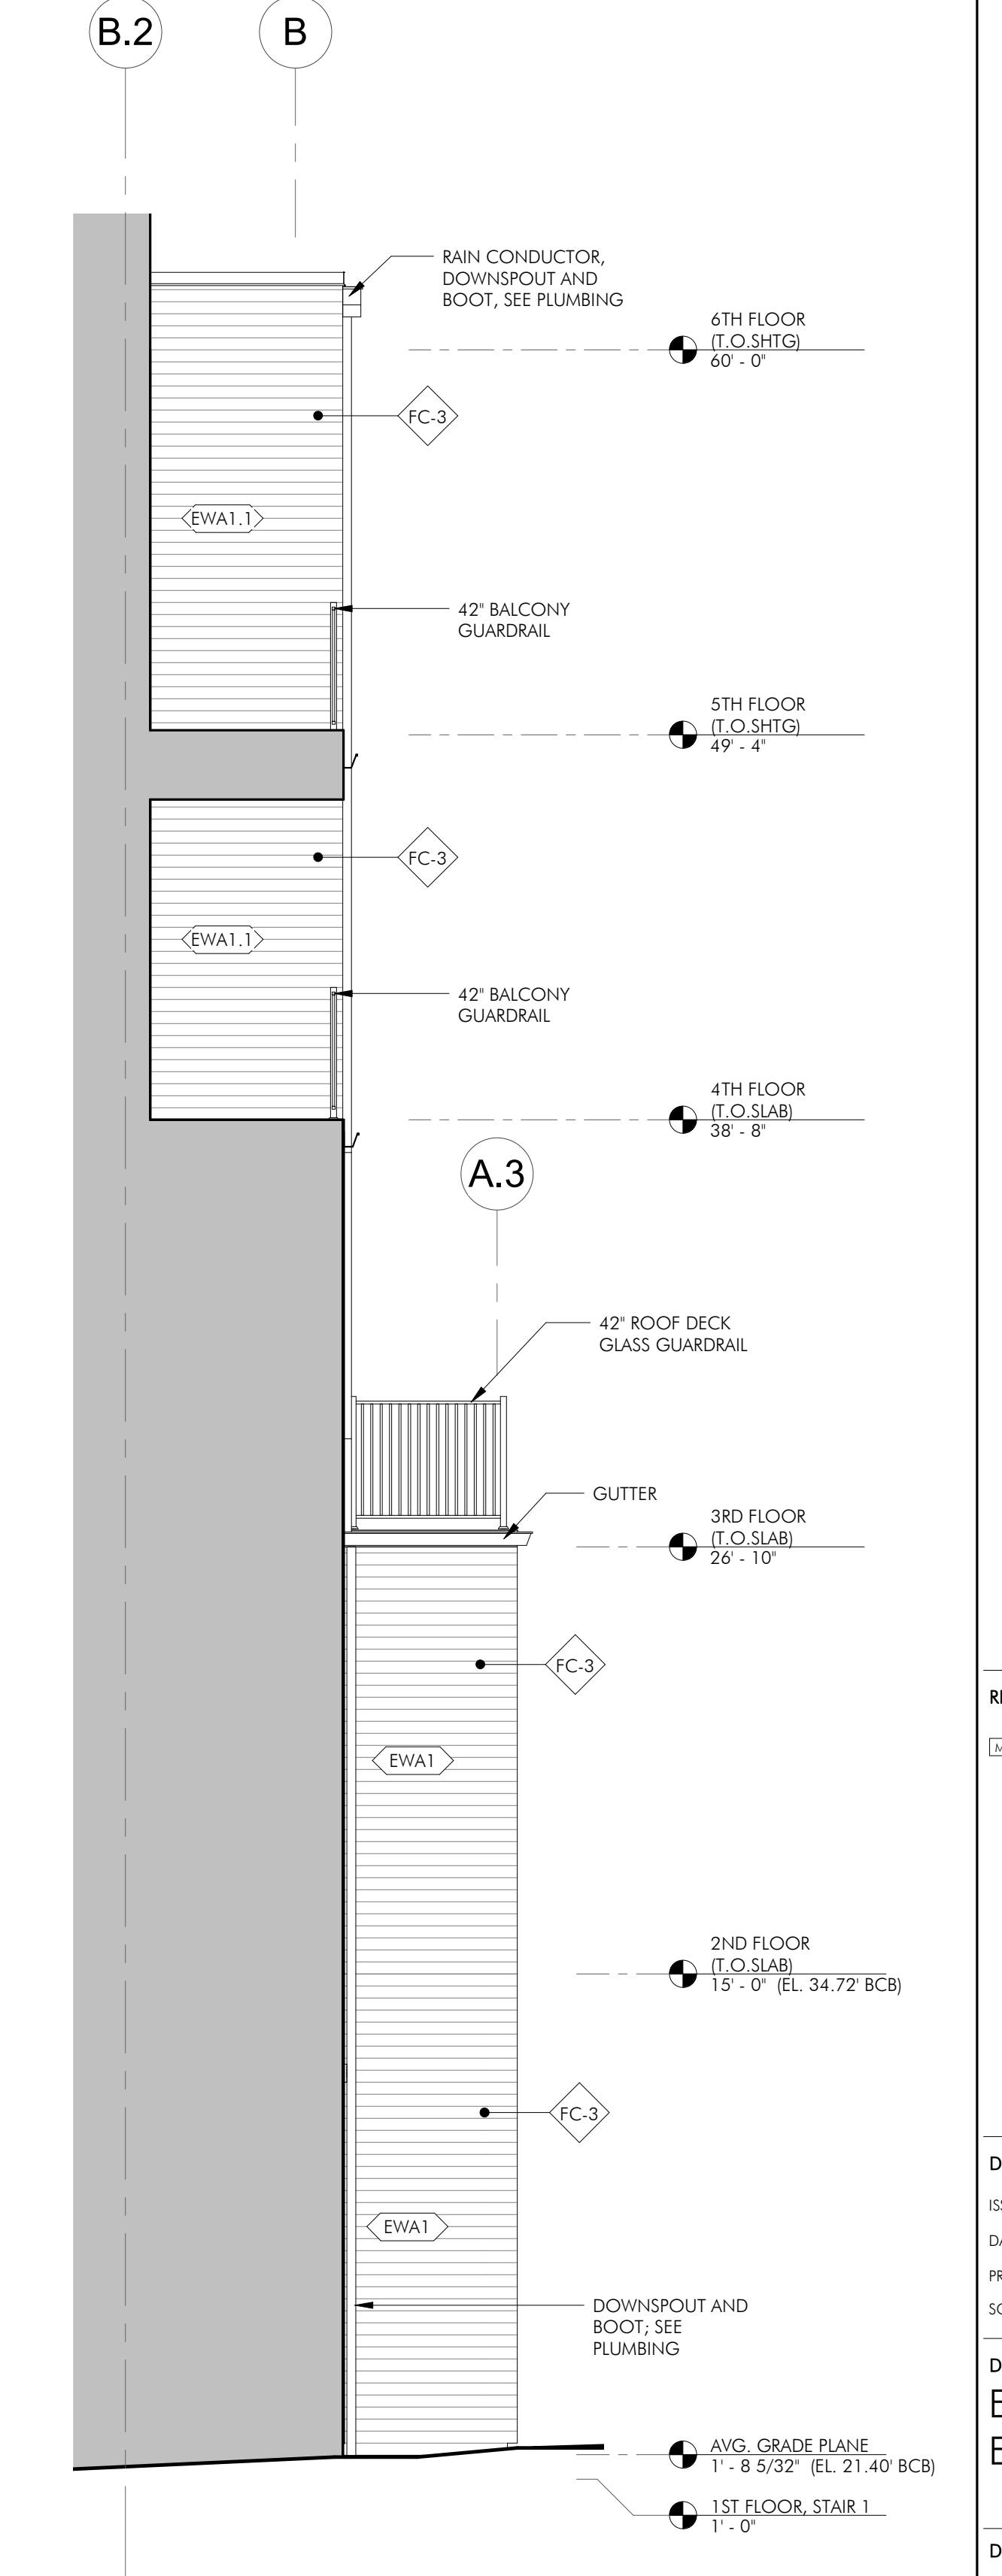 B.2
B
RAIN CONDUCTOR,
DOWNSPOUT AND
BOOT, SEE PLUMBING
6TH FLOOR
(T.O.SHTG)
60' - 0"
FC-3
EWA1.1
42" BALCONY
GUARDRAIL
5TH FLOOR
(T.O.SHTG)
49' - 4"
FC-3
EWA1.1
42" BALCONY
GUARDRAIL
4TH FLOOR
(T.O.SLAB)
38' - 8"
A.3
42" ROOF DECK
GLASS GUARDRAIL
GUTTER
3RD FLOOR
(T.O.SLAB)
26' - 10"
FC-3
EWA1
2ND FLOOR
(T.O.SLAB)
15' - 0" (EL. 34.72' BCB)
FC-3
EWA1
DOWNSPOUT AND
BOOT; SEE
PLUMBING
AVG. GRADE PLANE
1' - 8 5/32" (EL. 21.40' BCB)
1ST FLOOR, STAIR 1
1' - 0"